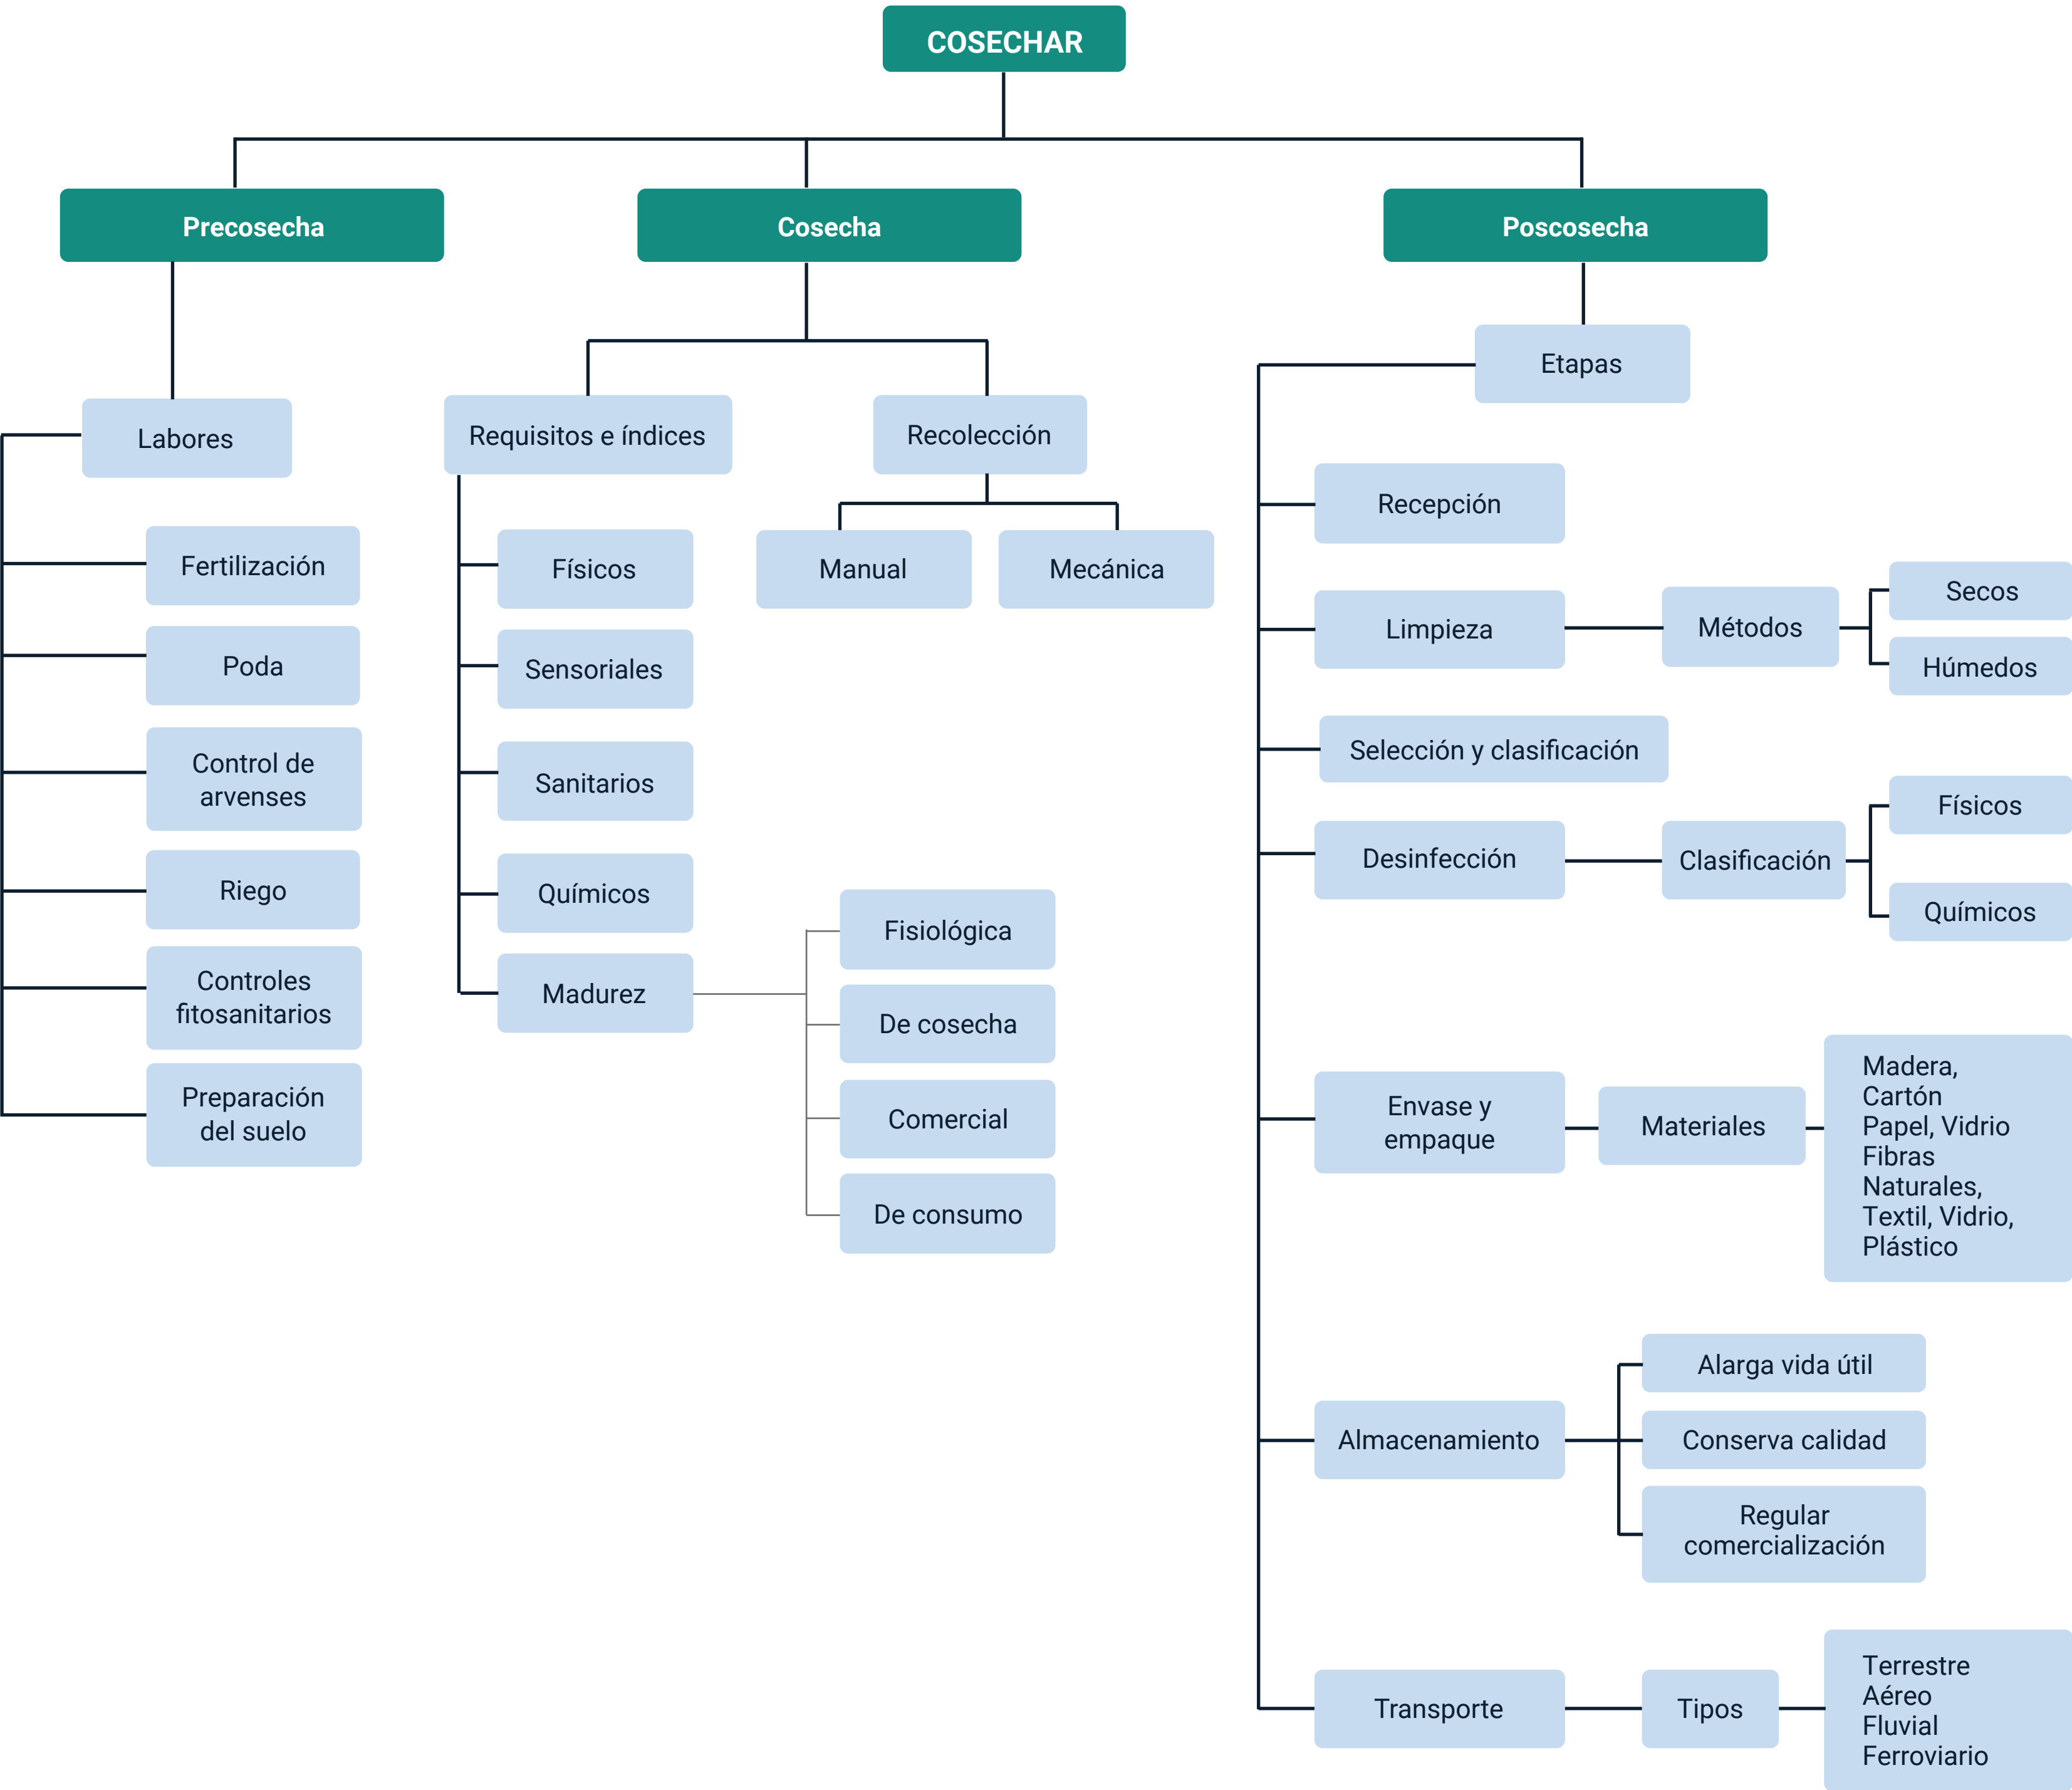 COSECHAR
Precosecha
Cosecha
Poscosecha
Labores
Fertilización
Poda
Control de
arvenses
Riego
Controles
fitosanitarios
Preparación
del suelo
Requisitos e índices
Físicos
Sensoriales
Sanitarios
Químicos
Madurez
Fisiológica
De cosecha
Comercial
De consumo
Recolección
Manual
Mecánica
Etapas
Recepción
Limpieza
Métodos
Secos
Húmedos
Selección y clasificación
Desinfección
Clasificación
Físicos
Químicos
Envase y
empaque
Materiales
Madera,
Cartón
Papel, Vidrio
Fibras
Naturales,
Textil, Vidrio,
Plástico
Almacenamiento
Alarga vida útil
Conserva calidad
Regular
comercialización
Transporte
Tipos
Terrestre
Aéreo
Fluvial
Ferroviario